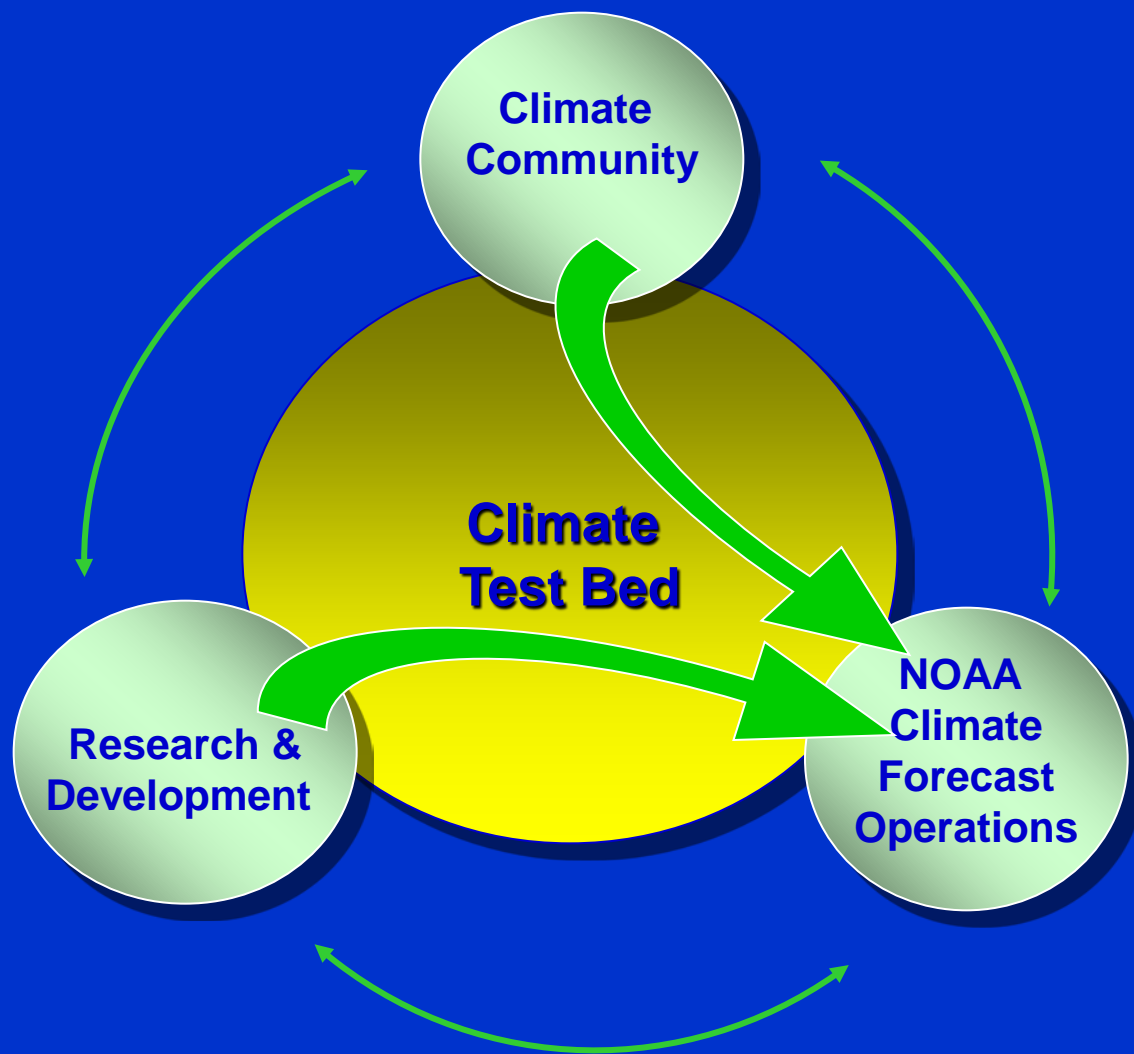 Climate
Community
Climate
Test Bed
Research &
Development
NOAA
Climate
Forecast
Operations